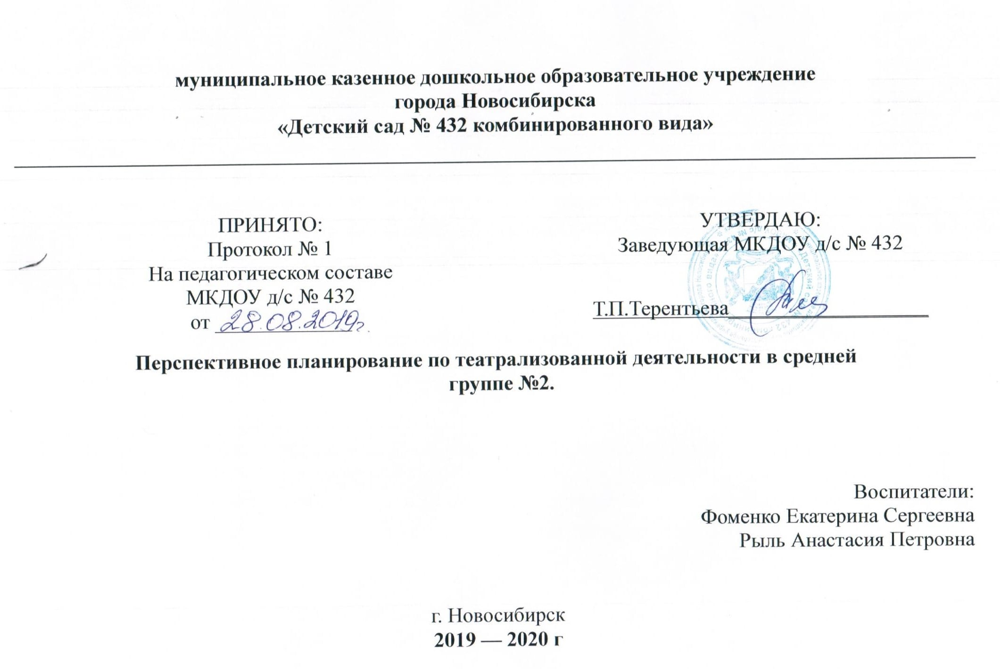 муниципальное казенное дошкольное образовательное учреждение
города Новосибирска
«Детский сад № 432 комбинированного вида»
ПРИНЯТО:
Протокол № 1
На педагогическом составе
МКДОУ д/с № 432
от 28.08.2019г.
УТВЕРДАЮ:
Заведующая МКДОУ д/с № 432
Т.П.Терентьева
Перспективное планирование по театрализованной деятельности в средней
группе №2.
Воспитатели:
Фоменко Екатерина Сергеевна
Рыль Анастасия Петровна
г. Новосибирск
2019 — 2020 г